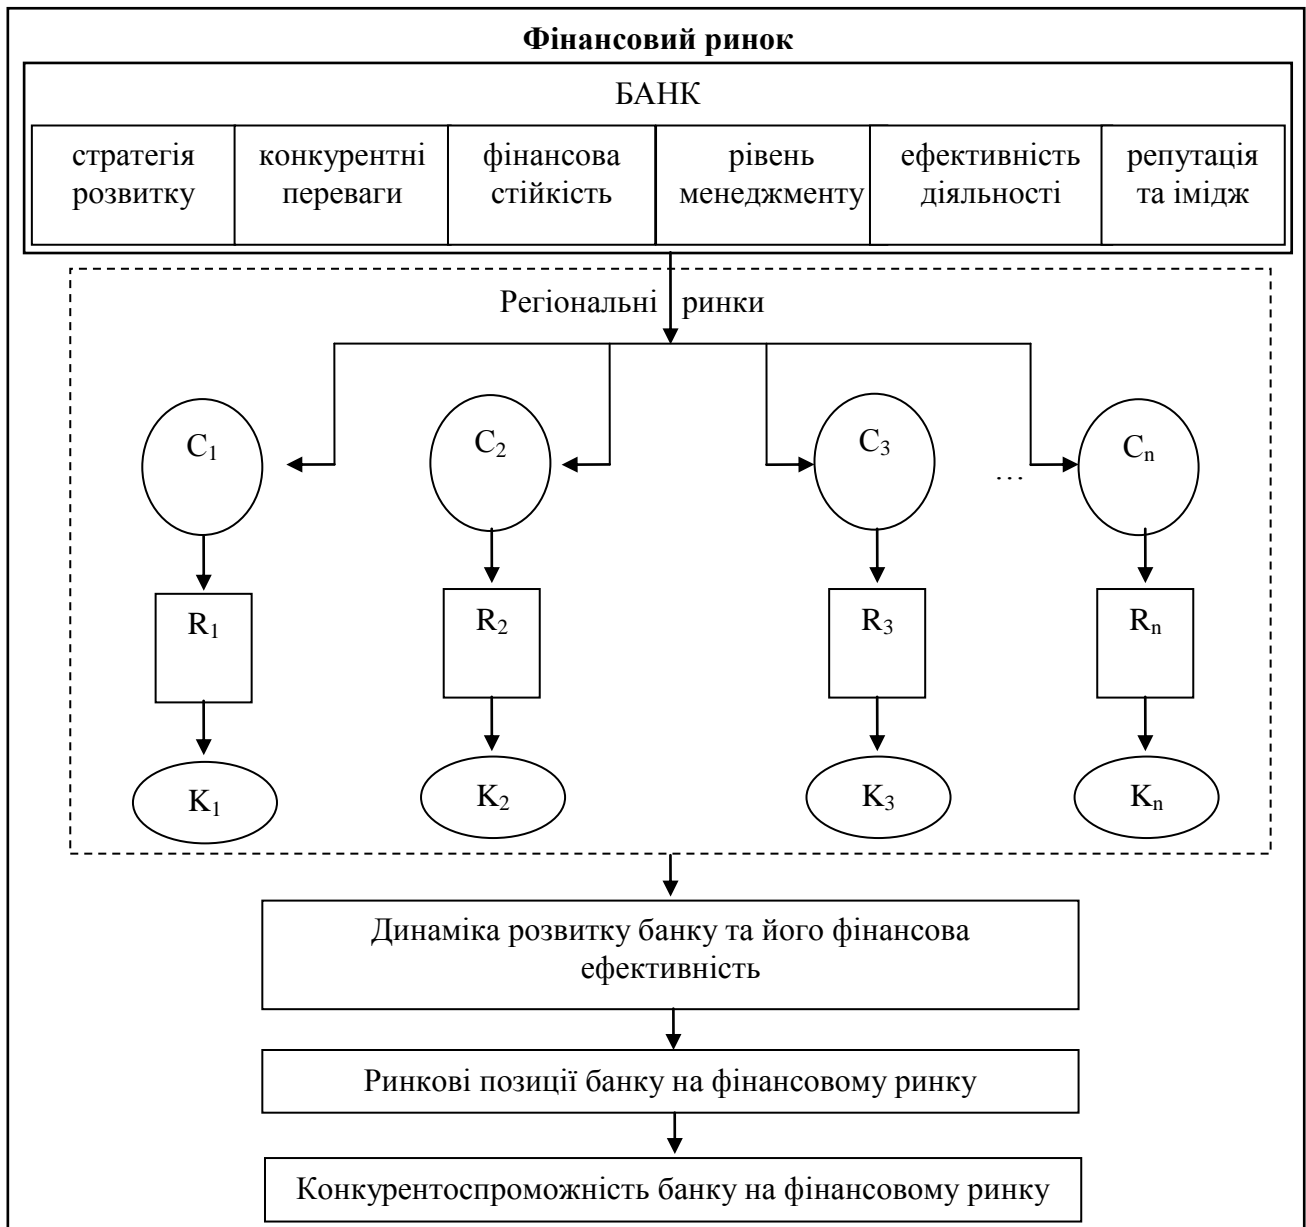 Фінансовий ринок
БАНК
стратегія
розвитку
конкурентні
переваги
фінансова
стійкість
рівень
менеджменту
ефективність
діяльності
репутація
та імідж
Регіональні ринки
C₁
C₂
C₃
Cₙ
…
R₁
R₂
R₃
Rₙ
K₁
K₂
K₃
Kₙ
Динаміка розвитку банку та його фінансова
ефективність
Ринкові позиції банку на фінансовому ринку
Конкурентоспроможність банку на фінансовому ринку